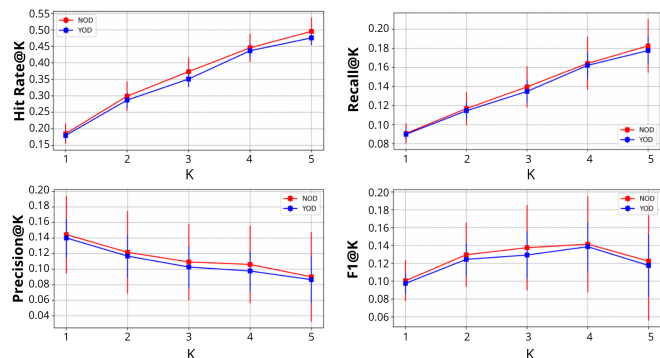 Hit Rate@K
0.55
0.50
0.45
0.40
0.35
0.30
0.25
0.20
0.15
NOD
YOD
1 2 3 4 5
K
Recall@K
0.20
0.18
0.16
0.14
0.12
0.10
0.08
NOD
YOD
1 2 3 4 5
K
Precision@K
0.20
0.18
0.16
0.14
0.12
0.10
0.08
0.06
0.04
NOD
YOD
1 2 3 4 5
K
F1@K
0.20
0.18
0.16
0.14
0.12
0.10
0.08
0.06
NOD
YOD
1 2 3 4 5
K